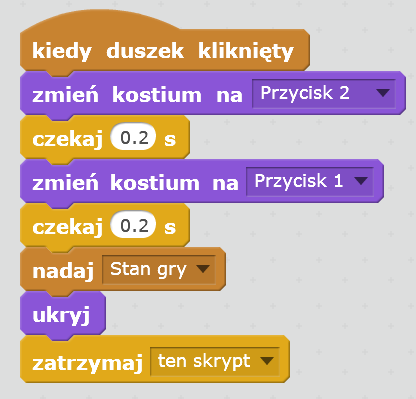 kiedy duszek kliknięty
zmień kostium na Przycisk 2
czekaj 0.2 s
zmień kostium na Przycisk 1
czekaj 0.2 s
nadaj Stan gry
ukryj
zatrzymaj ten skrypt